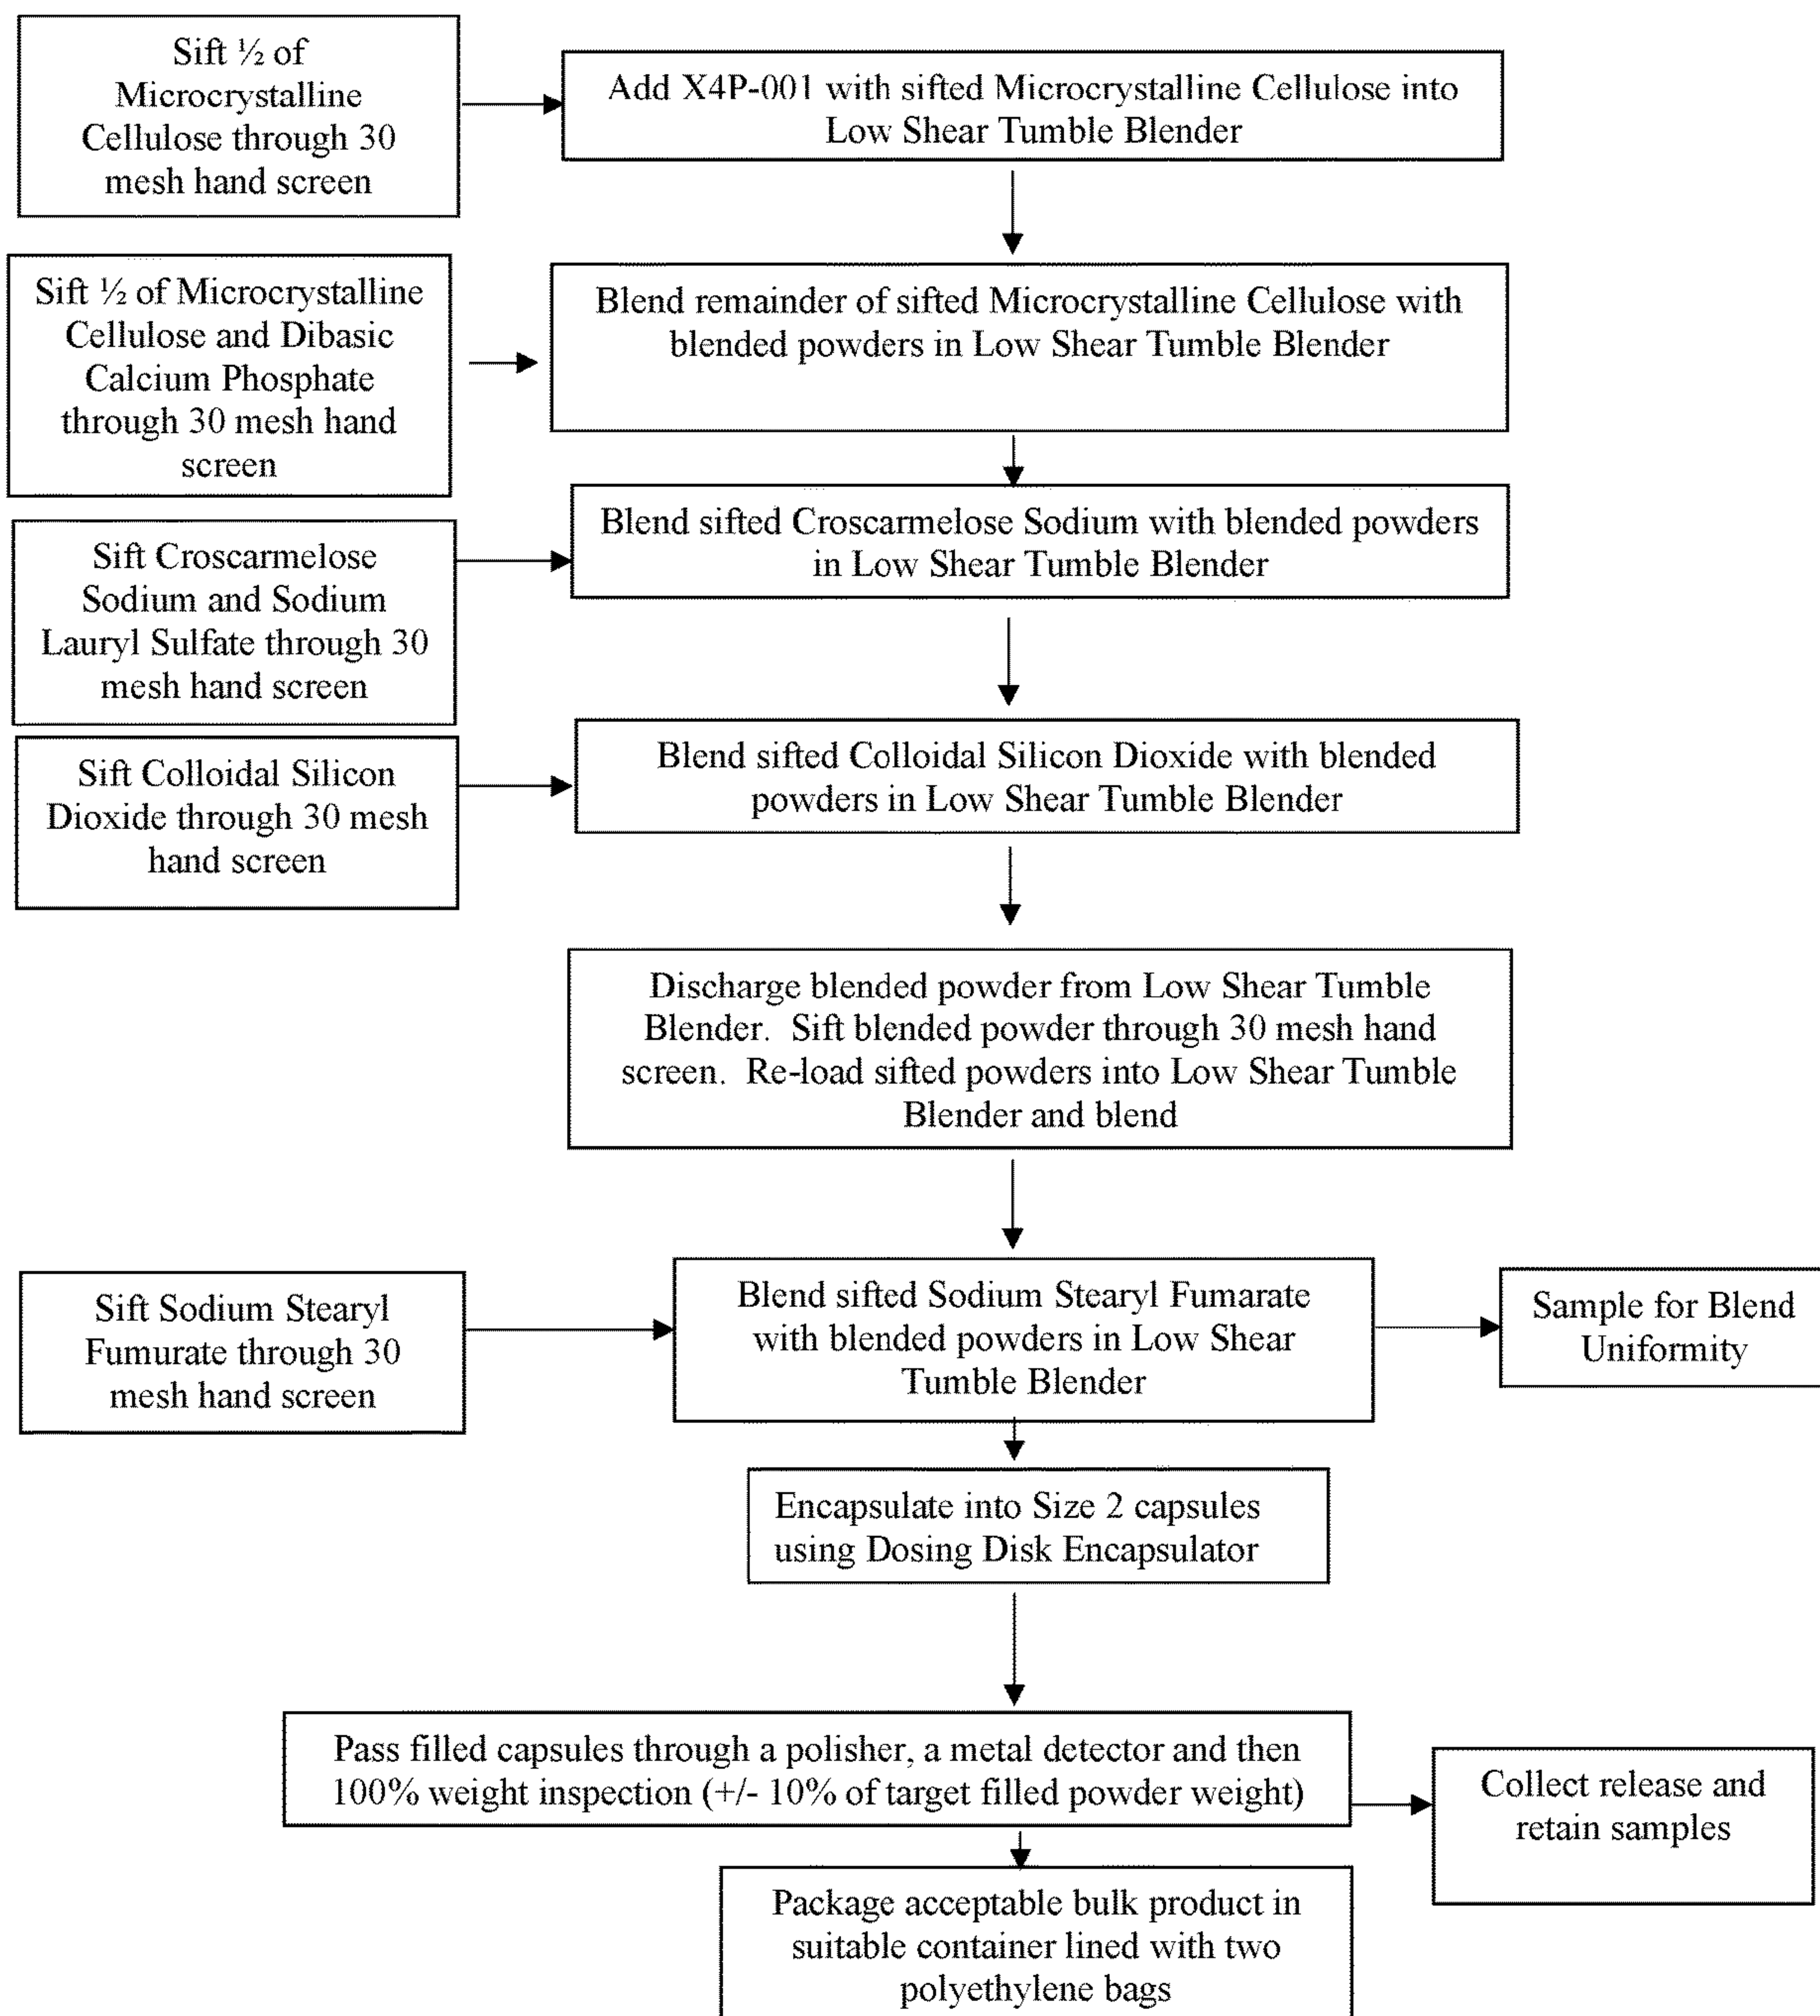 Sift ½ of
Microcrystalline
Cellulose through 30
mesh hand screen
Add X4P-001 with sifted Microcrystalline Cellulose into
Low Shear Tumble Blender
Sift ½ of Microcrystalline
Cellulose and Dibasic
Calcium Phosphate
through 30 mesh hand
screen
Blend remainder of sifted Microcrystalline Cellulose with
blended powders in Low Shear Tumble Blender
Sift Croscarmelose
Sodium and Sodium
Lauryl Sulfate through 30
mesh hand screen
Blend sifted Croscarmelose Sodium with blended powders
in Low Shear Tumble Blender
Sift Colloidal Silicon
Dioxide through 30 mesh
hand screen
Blend sifted Colloidal Silicon Dioxide with blended
powders in Low Shear Tumble Blender
Discharge blended powder from Low Shear Tumble
Blender. Sift blended powder through 30 mesh hand
screen. Re-load sifted powders into Low Shear Tumble
Blender and blend
Sift Sodium Stearyl
Fumurate through 30
mesh hand screen
Blend sifted Sodium Stearyl Fumarate
with blended powders in Low Shear
Tumble Blender
Sample for Blend
Uniformity
Encapsulate into Size 2 capsules
using Dosing Disk Encapsulator
Pass filled capsules through a polisher, a metal detector and then
100% weight inspection (+/- 10% of target filled powder weight)
Collect release and
retain samples
Package acceptable bulk product in
suitable container lined with two
polyethylene bags